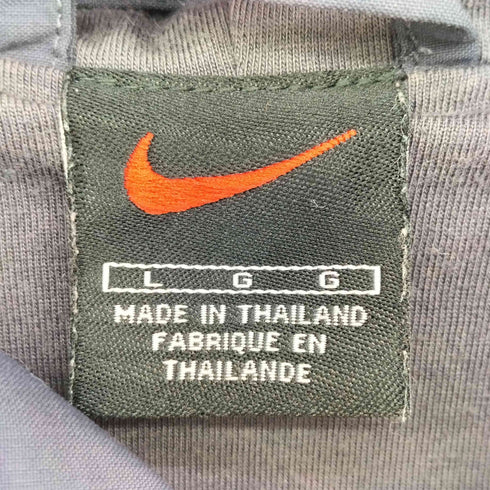 L G G
MADE IN THAILAND
FABRIQUE EN
THAILANDE